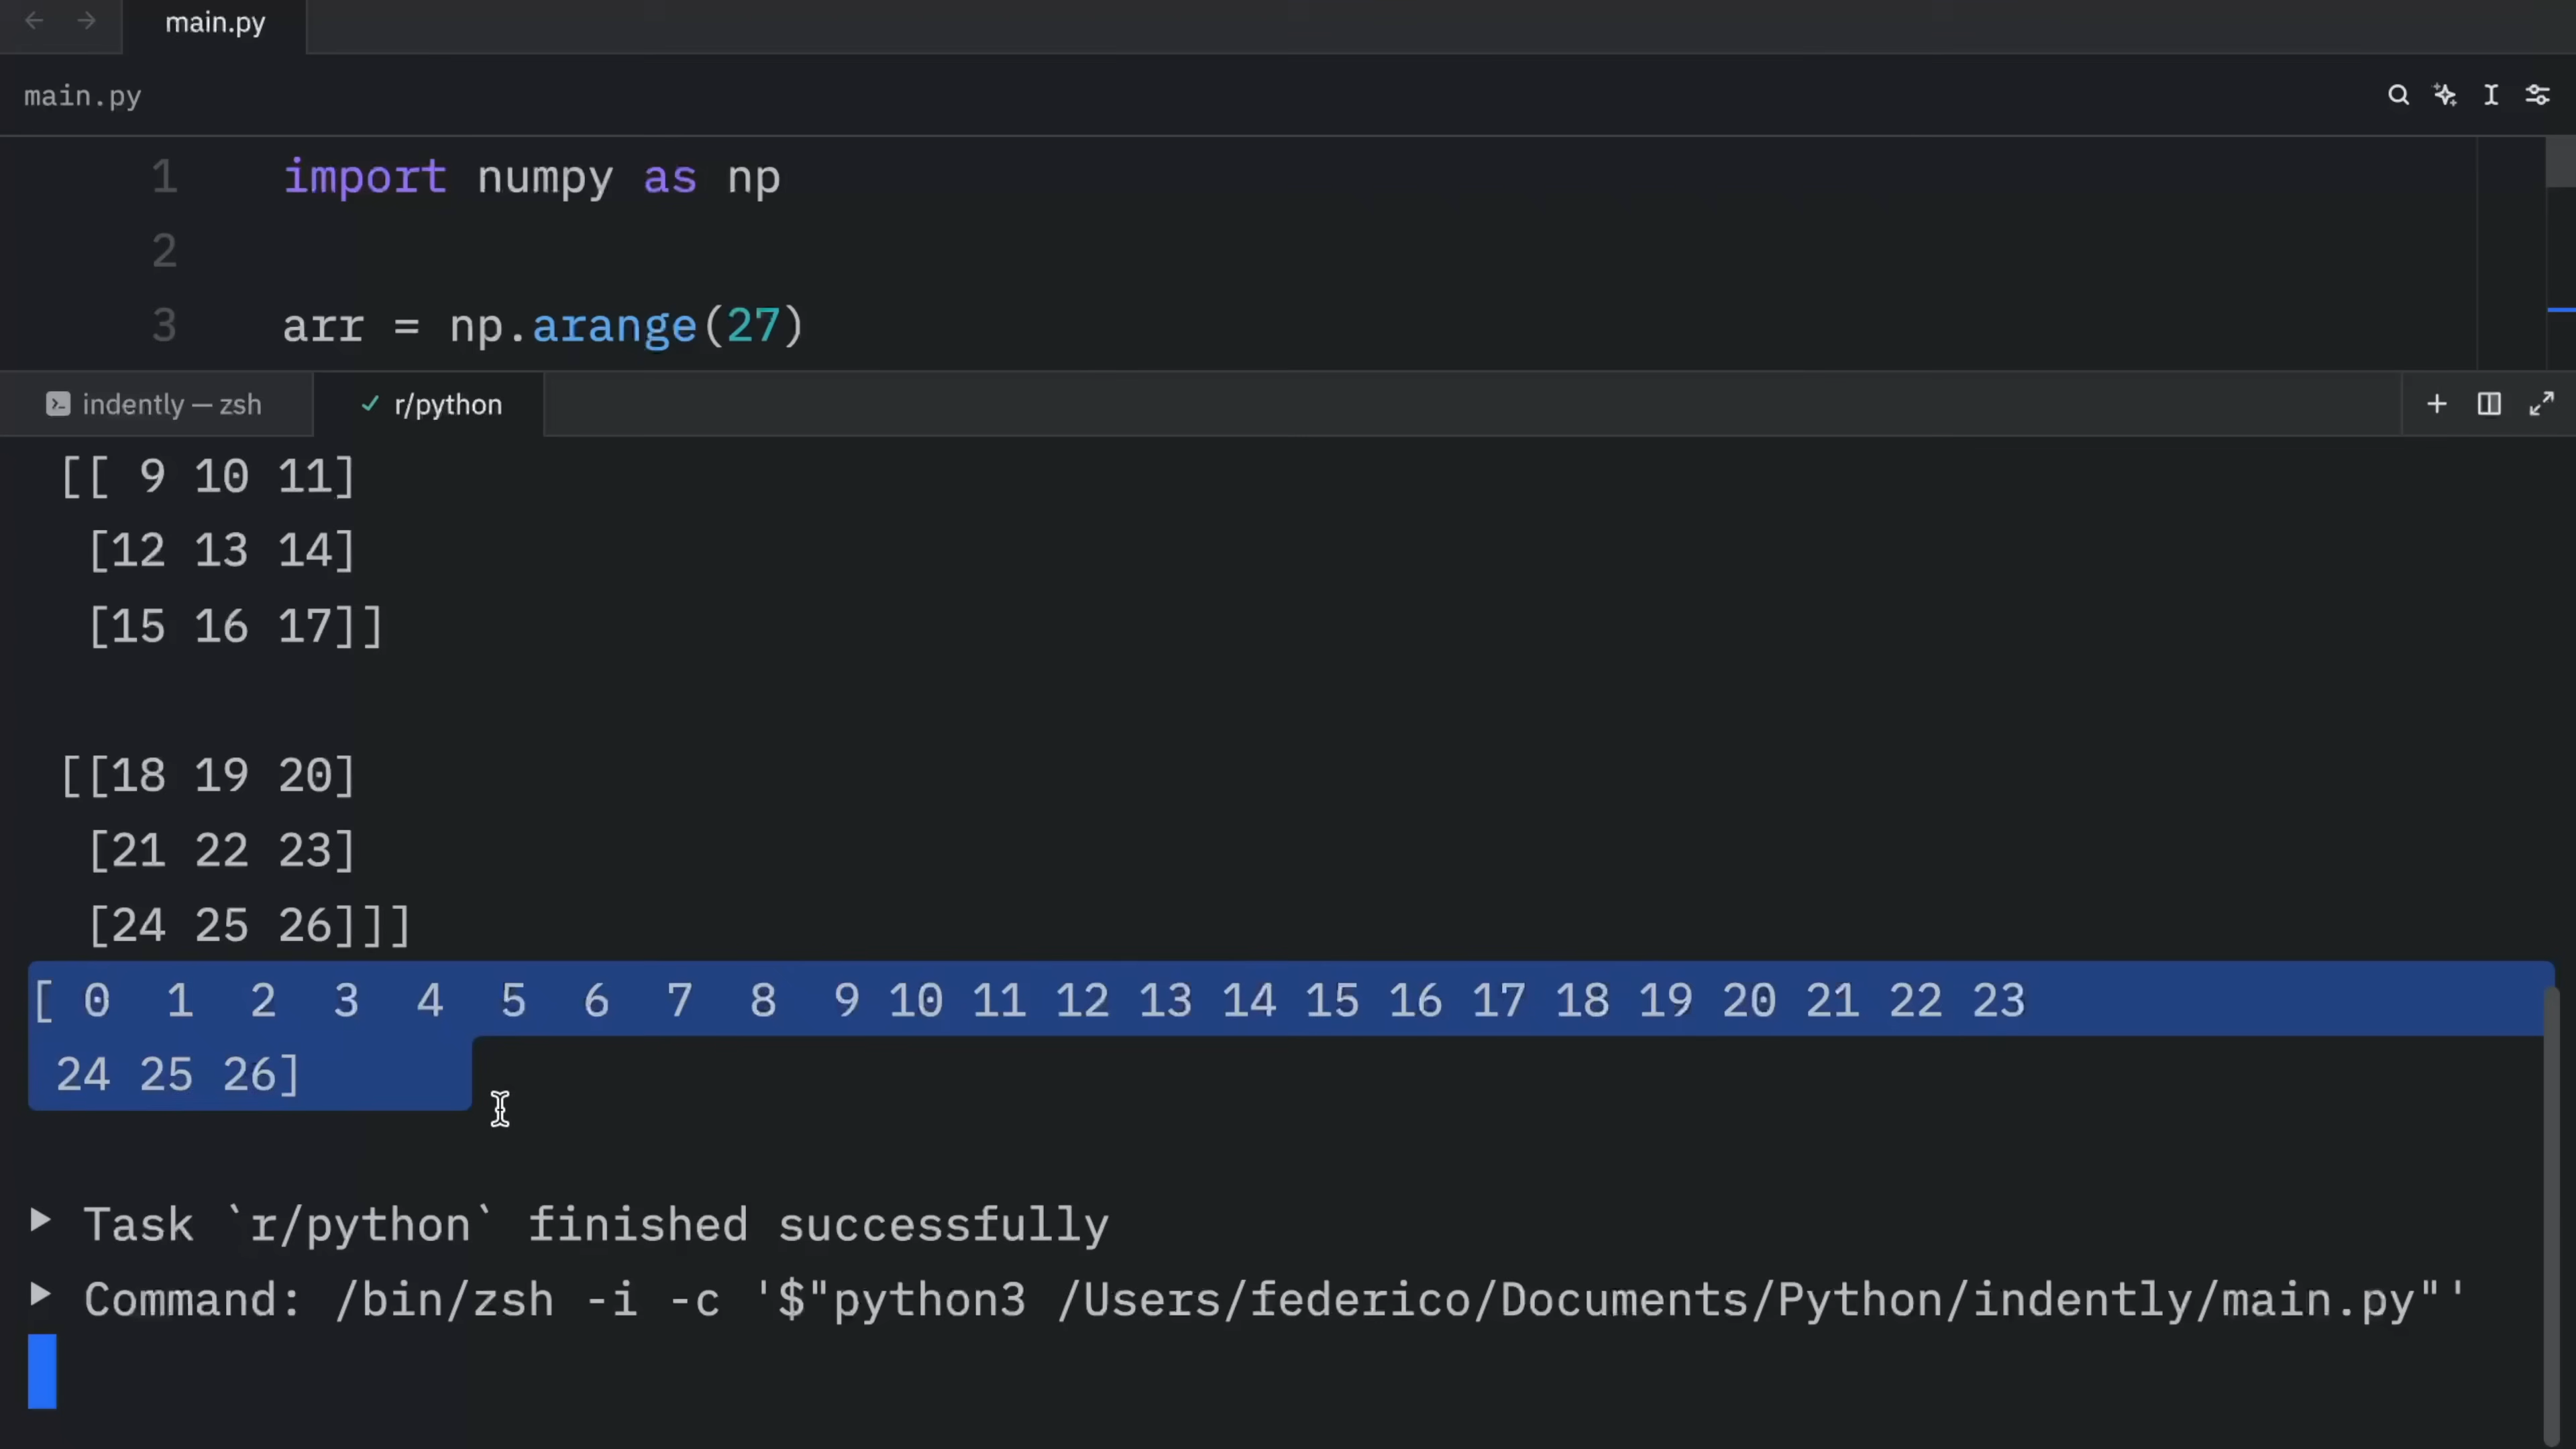 main.py
main.py
1 import numpy as np
2
3 arr = np.arange(27)
indently — zsh r/python
[[ 9 10 11]
[12 13 14]
[15 16 17]]
[[18 19 20]
[21 22 23]
[24 25 26]]]
[ 0 1 2 3 4 5 6 7 8 9 10 11 12 13 14 15 16 17 18 19 20 21 22 23
24 25 26]
Task `r/python` finished successfully
Command: /bin/zsh -i -c '$"python3 /Users/federico/Documents/Python/indently/main.py"'